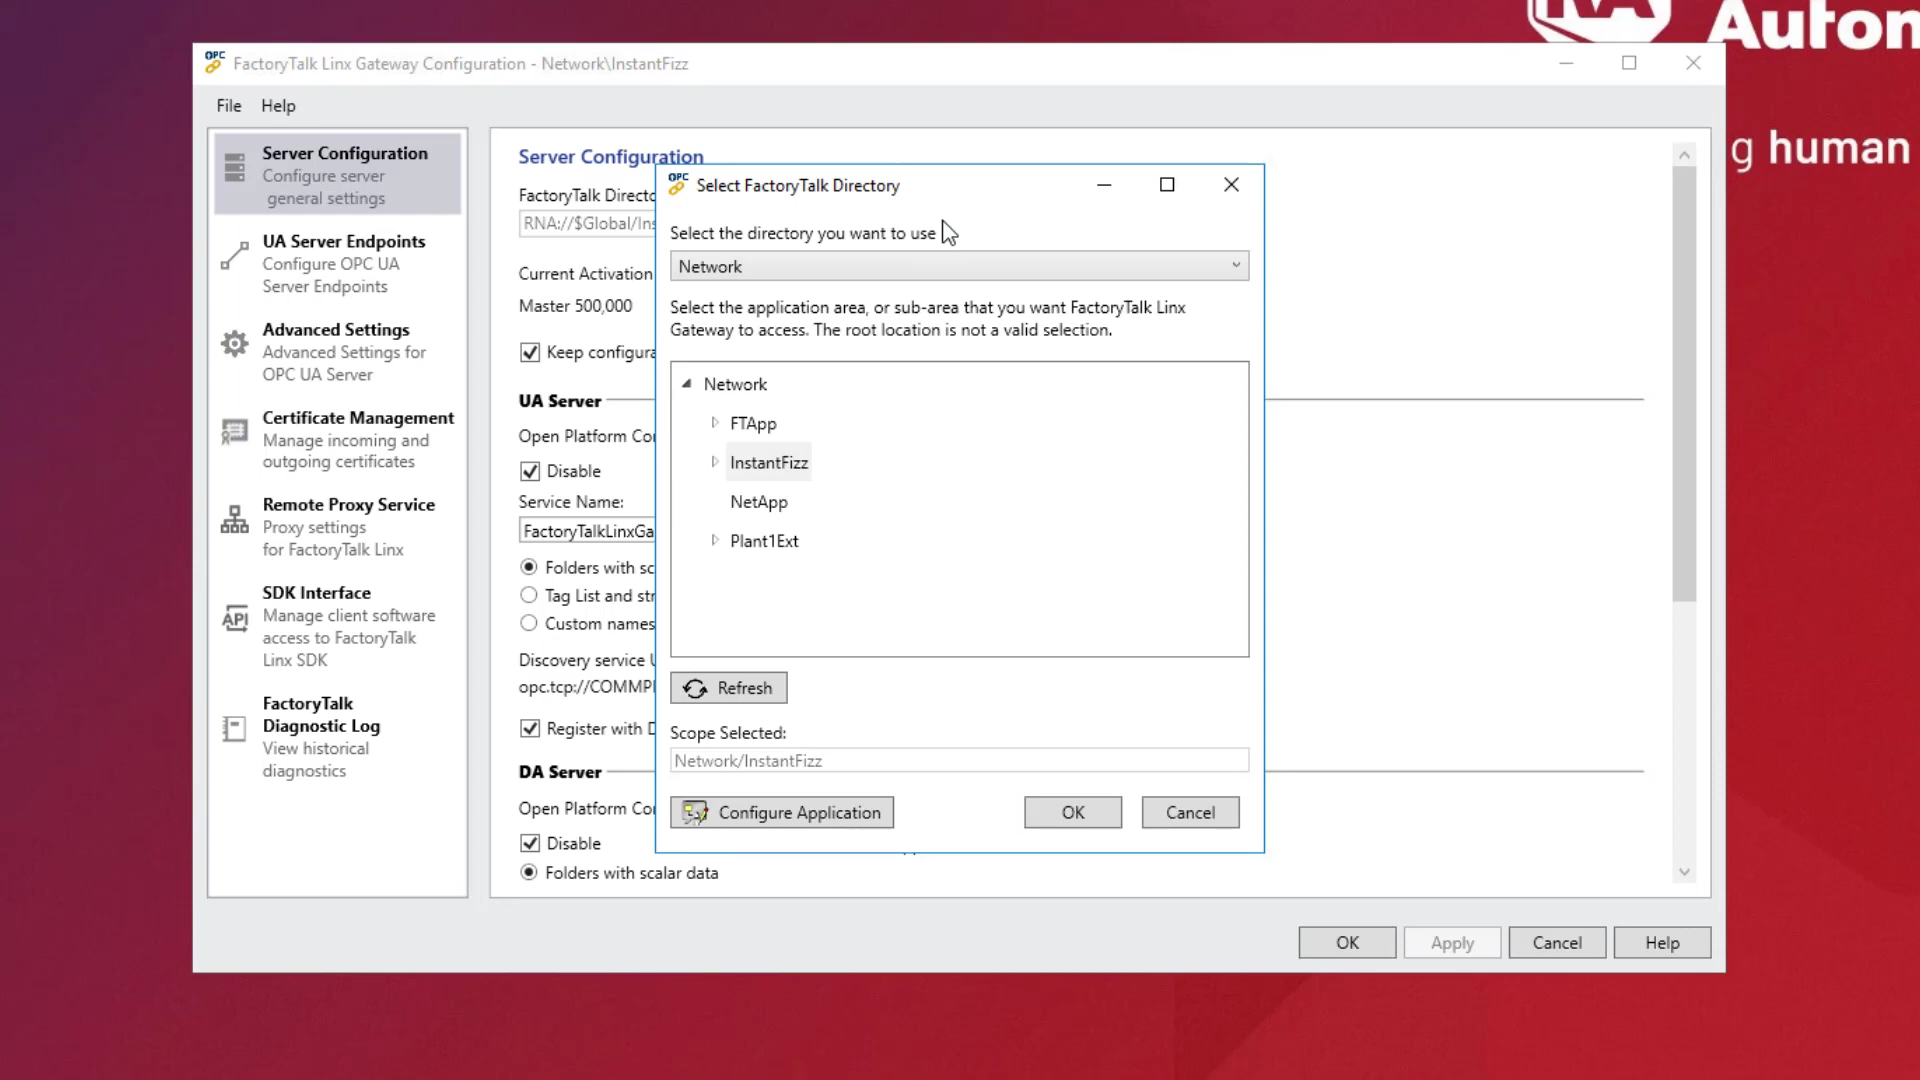 RA Autom
g human
OPC FactoryTalk Linx Gateway Configuration - Network\InstantFizz
File Help
Server Configuration
Configure server
general settings
UA Server Endpoints
Configure OPC UA
Server Endpoints
Advanced Settings
Advanced Settings for
OPC UA Server
Certificate Management
Manage incoming and
outgoing certificates
Remote Proxy Service
Proxy settings
for FactoryTalk Linx
API
SDK Interface
Manage client software
access to FactoryTalk
Linx SDK
FactoryTalk
Diagnostic Log
View historical
diagnostics
Server Configuration
FactoryTalk Directo
RNA://$Global/Ins
Current Activation
Master 500,000
Keep configura
UA Server
Open Platform Co
Disable
Service Name:
FactoryTalkLinxGa
Folders with sc
Tag List and str
Custom names
Discovery service U
opc.tcp://COMMPI
Register with D
DA Server
Open Platform Co
Disable
Folders with scalar data
OPC Select FactoryTalk Directory
Select the directory you want to use
Network
Select the application area, or sub-area that you want FactoryTalk Linx
Gateway to access. The root location is not a valid selection.
Network
FTApp
InstantFizz
NetApp
Plant1Ext
Refresh
Scope Selected:
Network/InstantFizz
Configure Application OK Cancel
OK Apply Cancel Help